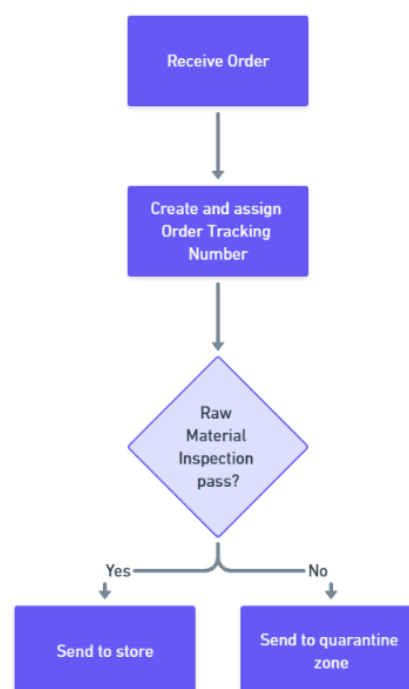 Receive Order
Create and assign
Order Tracking
Number
Raw
Material
Inspection
pass?
Yes
No
Send to store
Send to quarantine
zone